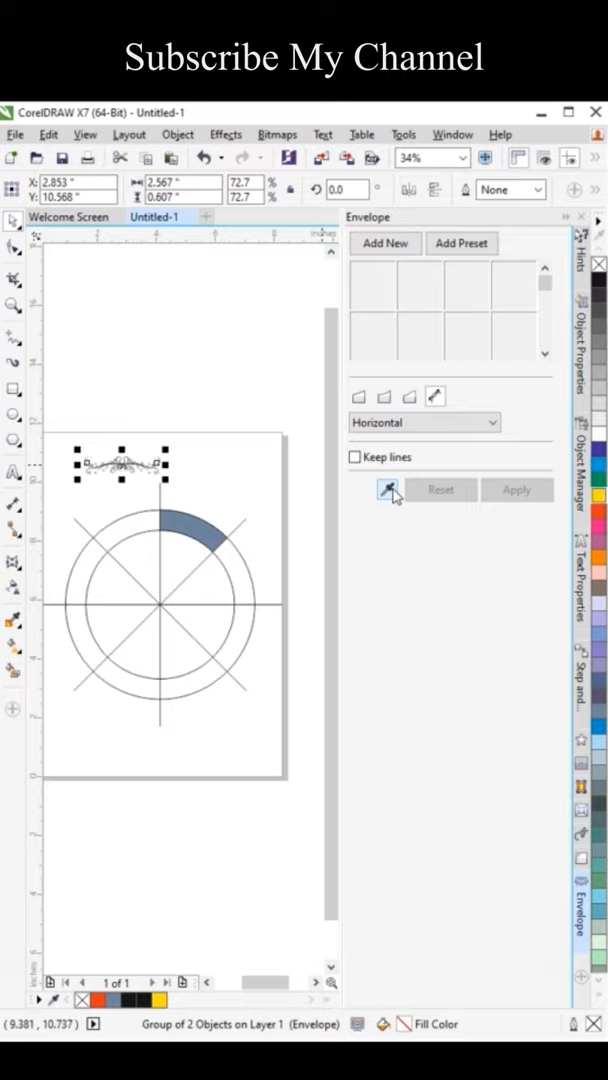 Subscribe My Channel
CorelDRAW X7 (64-Bit) - Untitled-1
File Edit View Layout Object Effects Bitmaps Text Table Tools Window Help
34%
X: 2.853 " 2.567 " 72.7 % 0.0 ° None
Y: 10.568 " 0.607 " 72.7 %
Welcome Screen Untitled-1
Envelope
Add New Add Preset
Horizontal
Keep lines
Reset Apply
Hints
Object Properties
Object Manager
Text Properties
Step and...
Envelope
inches
inches
1 of 1
( 9.381 , 10.737 ) Group of 2 Objects on Layer 1 (Envelope) Fill Color